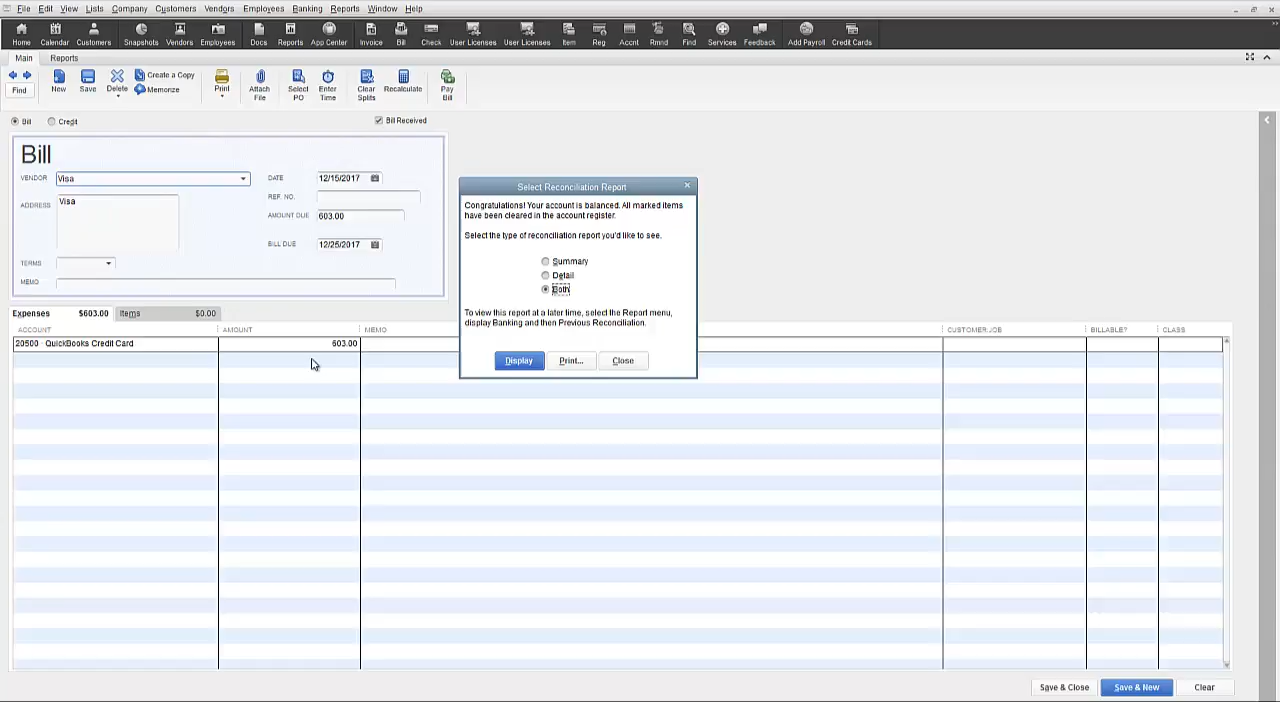 File Edit View Lists Company Customers Vendors Employees Banking Reports Window Help
Home Calendar Customers Snapshots Vendors Employees Docs Reports App Center Invoice Bill Check User Licenses User Licenses Item Reg Accnt Rmnd Find Services Feedback Add Payroll Credit Cards
Main Reports
Find New Save Delete Create a Copy Memorize Print Attach File Select PO Enter Time Clear Splits Recalculate Pay Bill
Bill Credit Bill Received
Bill
VENDOR Visa DATE 12/15/2017
ADDRESS Visa REF. NO.
AMOUNT DUE 603.00
BILL DUE 12/25/2017
TERMS
MEMO
Expenses $603.00 Items $0.00
ACCOUNT AMOUNT MEMO CUSTOMER:JOB BILLABLE? CLASS
20500 · QuickBooks Credit Card 603.00
Select Reconciliation Report
Congratulations! Your account is balanced. All marked items
have been cleared in the account register.
Select the type of reconciliation report you'd like to see.
Summary
Detail
Both
To view this report at a later time, select the Report menu,
display Banking and then Previous Reconciliation.
Display Print... Close
Save & Close Save & New Clear